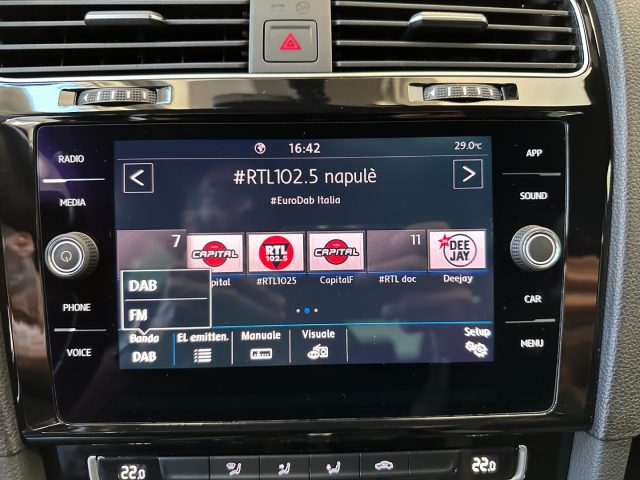 16:42
29.0°C
RADIO
MEDIA
PHONE
VOICE
APP
SOUND
CAR
MENU
#RTL102.5 napulè
#EuroDab Italia
7
CAPITAL
RTL
102.5
CAPITAL
11
DEE
JAY
pital
#RTL1025
CapitalF
#RTL doc
Deejay
DAB
FM
Banda
DAB
El. emitten.
Manuale
Visuale
Setup
22.0
22.0